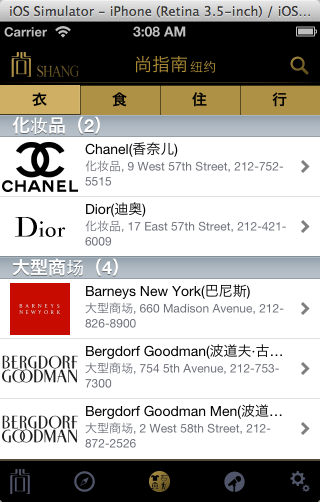 iOS Simulator - iPhone (Retina 3.5-inch) / iOS...
Carrier 3:08 AM
尚 SHANG 尚指南 纽约
衣 食 住 行
化妆品（2）
CHANEL
Chanel(香奈儿)
化妆品, 9 West 57th Street, 212-752-
5515
Dior
Dior(迪奥)
化妆品, 17 East 57th Street, 212-421-
6009
大型商场（4）
BARNEYS
NEWYORK
Barneys New York(巴尼斯)
大型商场, 660 Madison Avenue, 212-
826-8900
BERGDORF
GOODMAN
Bergdorf Goodman(波道夫·古...
大型商场, 754 5th Avenue, 212-753-
7300
BERGDORF
GOODMAN
Bergdorf Goodman Men(波道...
大型商场, 2 West 58th Street, 212-
872-2526
尚